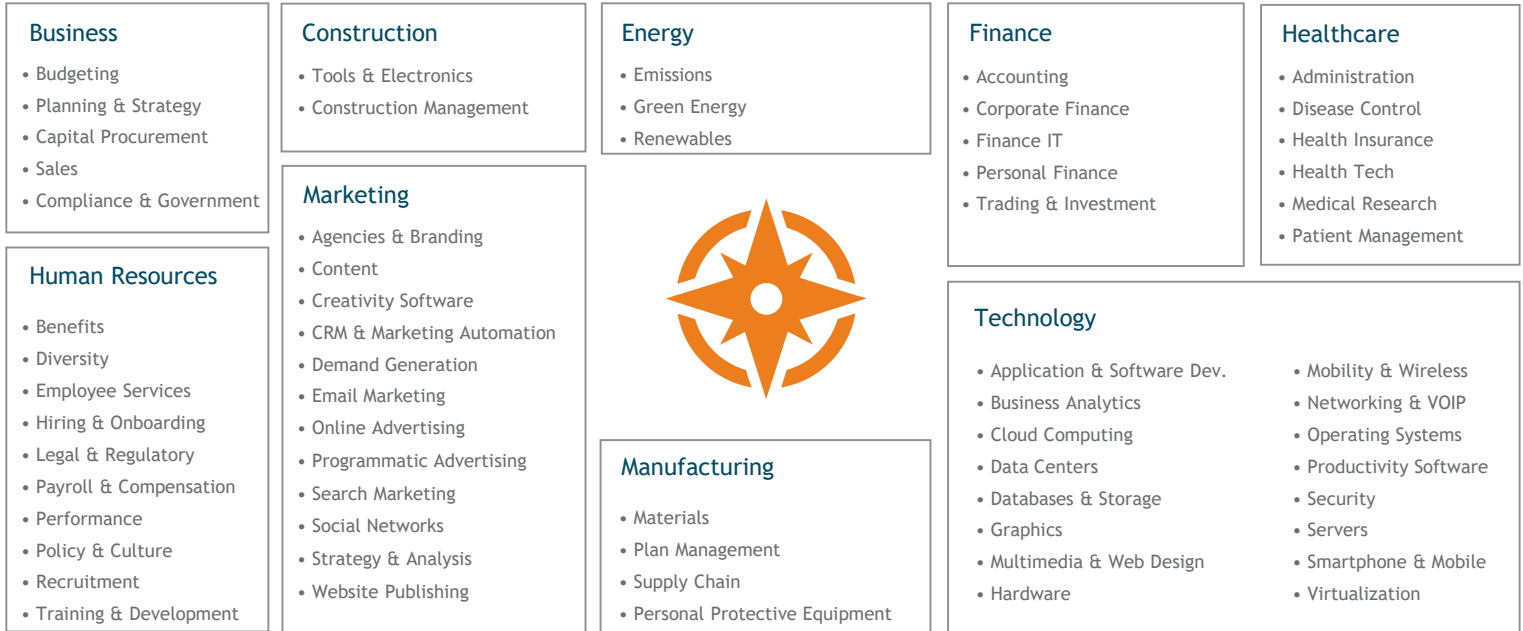 Business
• Budgeting
• Planning & Strategy
• Capital Procurement
• Sales
• Compliance & Government
Human Resources
• Benefits
• Diversity
• Employee Services
• Hiring & Onboarding
• Legal & Regulatory
• Payroll & Compensation
• Performance
• Policy & Culture
• Recruitment
• Training & Development
Construction
• Tools & Electronics
• Construction Management
Marketing
• Agencies & Branding
• Content
• Creativity Software
• CRM & Marketing Automation
• Demand Generation
• Email Marketing
• Online Advertising
• Programmatic Advertising
• Search Marketing
• Social Networks
• Strategy & Analysis
• Website Publishing
Energy
• Emissions
• Green Energy
• Renewables
Manufacturing
• Materials
• Plan Management
• Supply Chain
• Personal Protective Equipment
Finance
• Accounting
• Corporate Finance
• Finance IT
• Personal Finance
• Trading & Investment
Healthcare
• Administration
• Disease Control
• Health Insurance
• Health Tech
• Medical Research
• Patient Management
Technology
• Application & Software Dev.
• Business Analytics
• Cloud Computing
• Data Centers
• Databases & Storage
• Graphics
• Multimedia & Web Design
• Hardware
• Mobility & Wireless
• Networking & VOIP
• Operating Systems
• Productivity Software
• Security
• Servers
• Smartphone & Mobile
• Virtualization